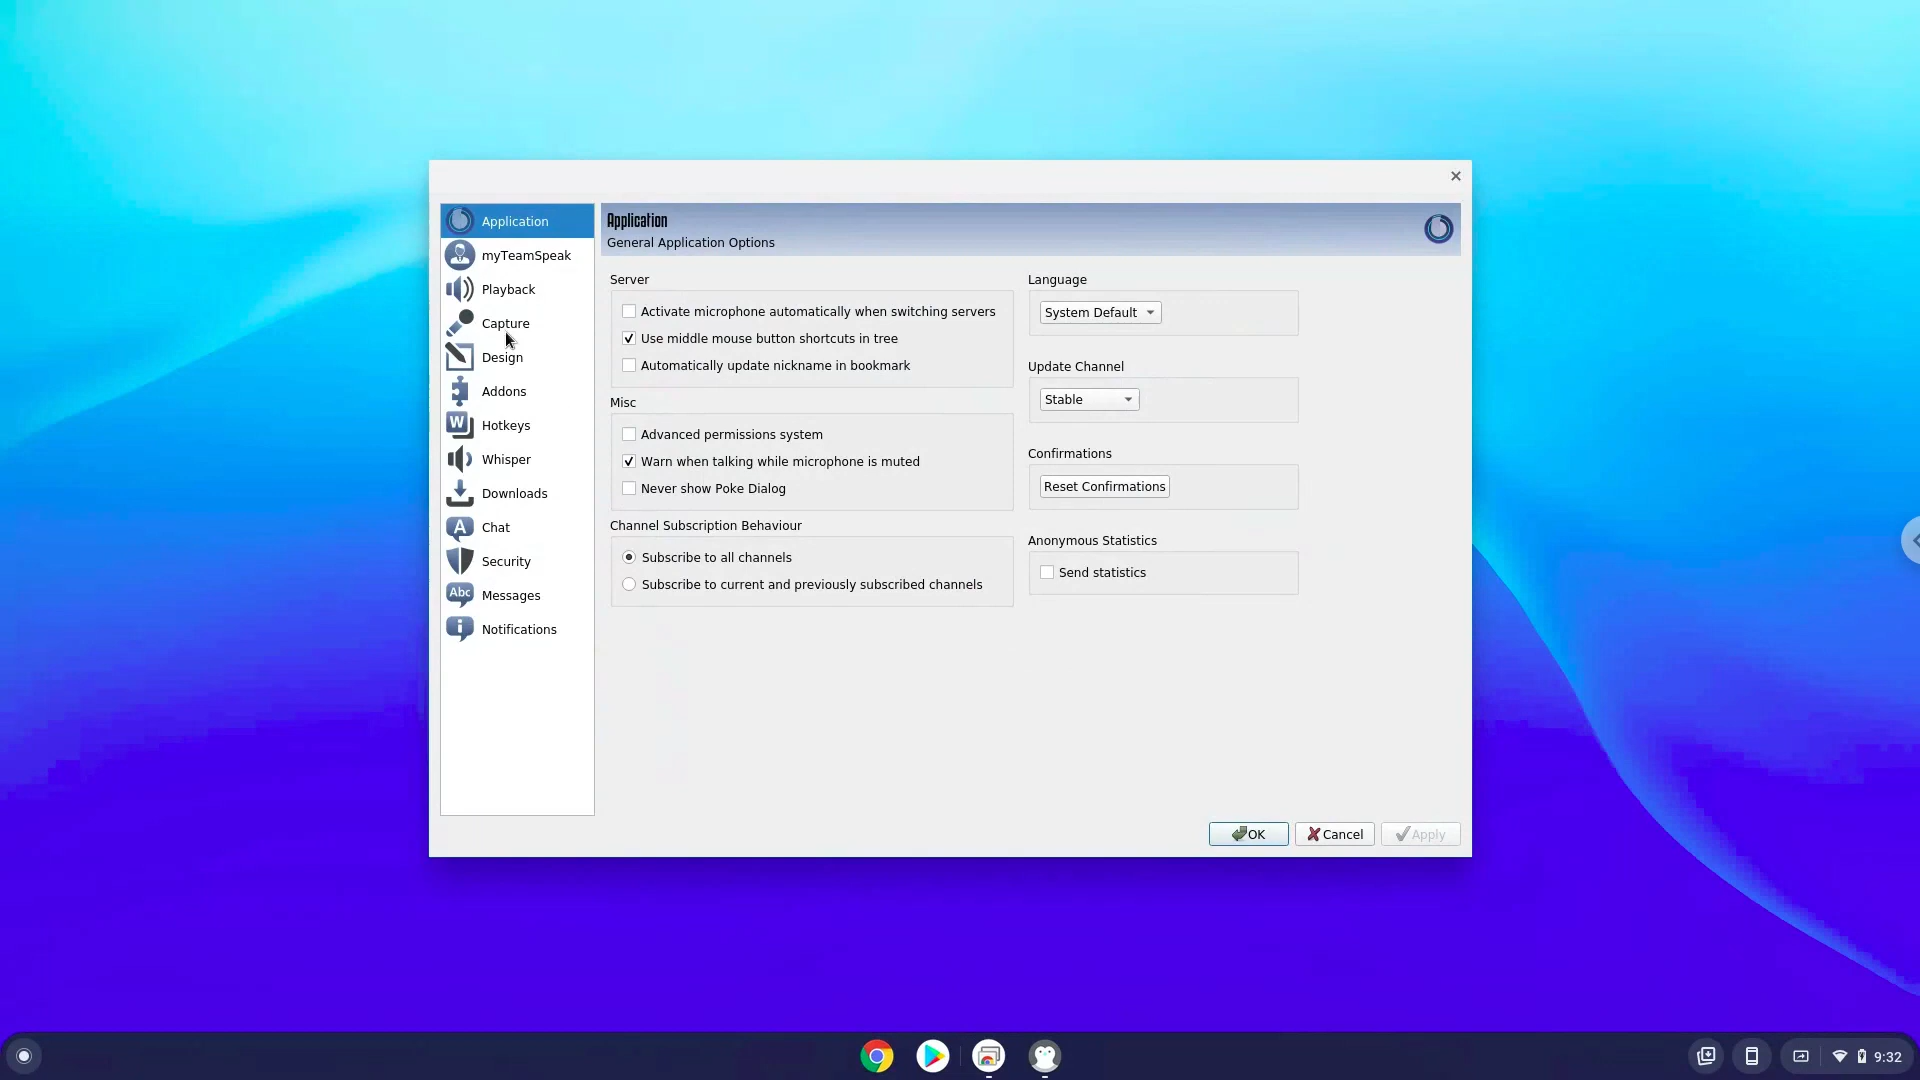 Application
myTeamSpeak
Playback
Capture
Design
Addons
Hotkeys
Whisper
Downloads
Chat
Security
Messages
Notifications
Application
General Application Options
Server
Activate microphone automatically when switching servers
Use middle mouse button shortcuts in tree
Automatically update nickname in bookmark
Misc
Advanced permissions system
Warn when talking while microphone is muted
Never show Poke Dialog
Channel Subscription Behaviour
Subscribe to all channels
Subscribe to current and previously subscribed channels
Language
System Default
Update Channel
Stable
Confirmations
Reset Confirmations
Anonymous Statistics
Send statistics
OK
Cancel
Apply
W
A
Abc
9:32